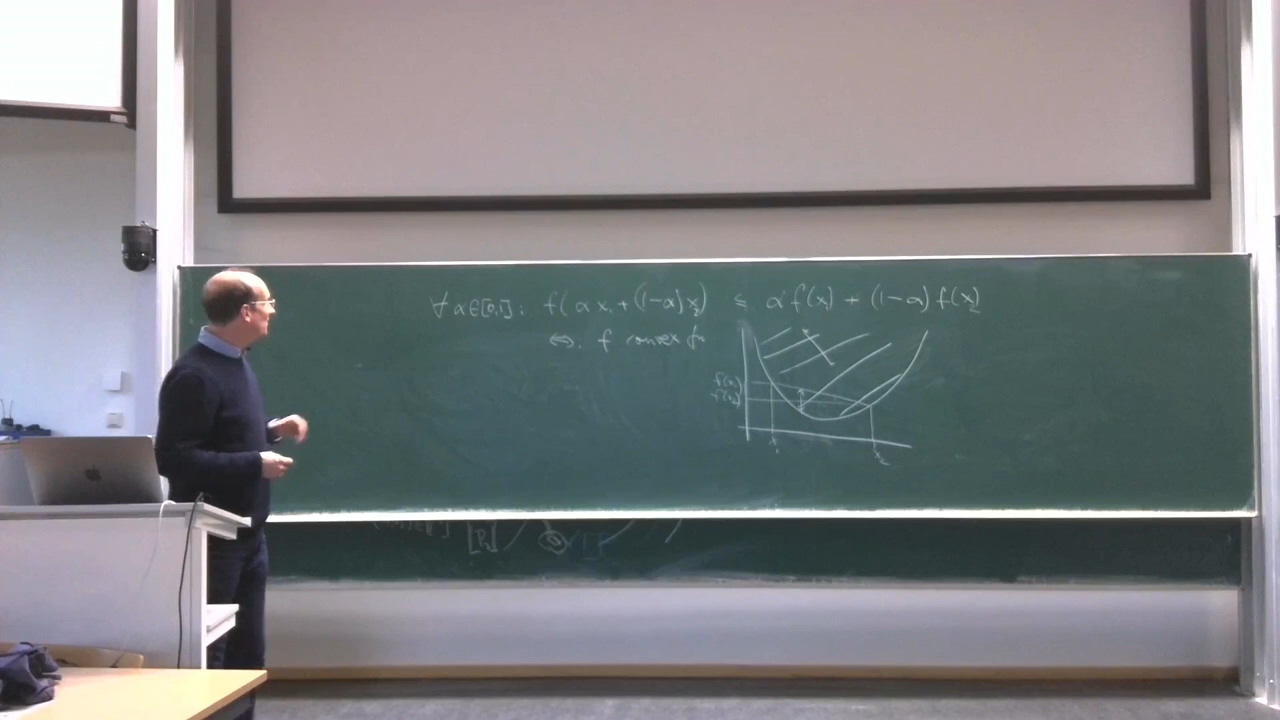 ∀ α ∈ [0,1] : f( α x₁ + (1-α) x₂ ) ≤ α f(x₁) + (1-α) f(x₂)
⇔: f convex fn
f(x₁)
f(x₂)
x₁ x₂